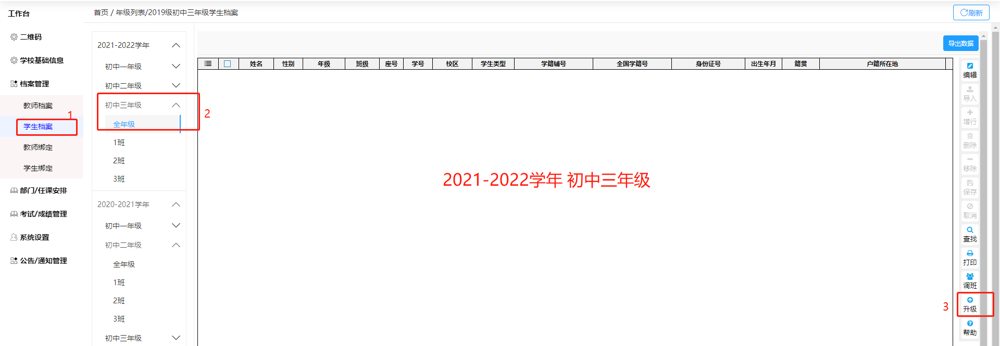 工作台
首页 / 年级列表/2019级初中三年级学生档案
刷新
二维码
学校基础信息
档案管理
教师档案
1
学生档案
教师绑定
学生绑定
部门/任课安排
考试/成绩管理
系统设置
公告/通知管理
2021-2022学年
初中一年级
初中二年级
初中三年级
2
全年级
1班
2班
3班
2020-2021学年
初中一年级
初中二年级
全年级
1班
2班
3班
初中三年级
导出数据
姓名 性别 年级 班级 座号 学号 校区 学生类型 学籍辅号 全国学籍号 身份证号 出生年月 籍贯 户籍所在地
2021-2022学年 初中三年级
编辑
导入
增行
删除
移除
保存
取消
查找
打印
调班
3
升级
帮助